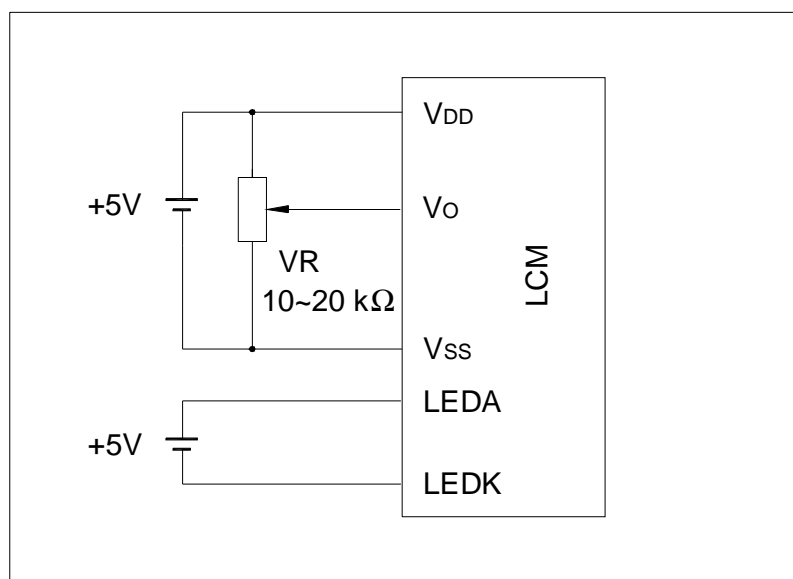 VDD
+5V
VO
VR
10~20 kΩ
LCM
VSS
LEDA
+5V
LEDK